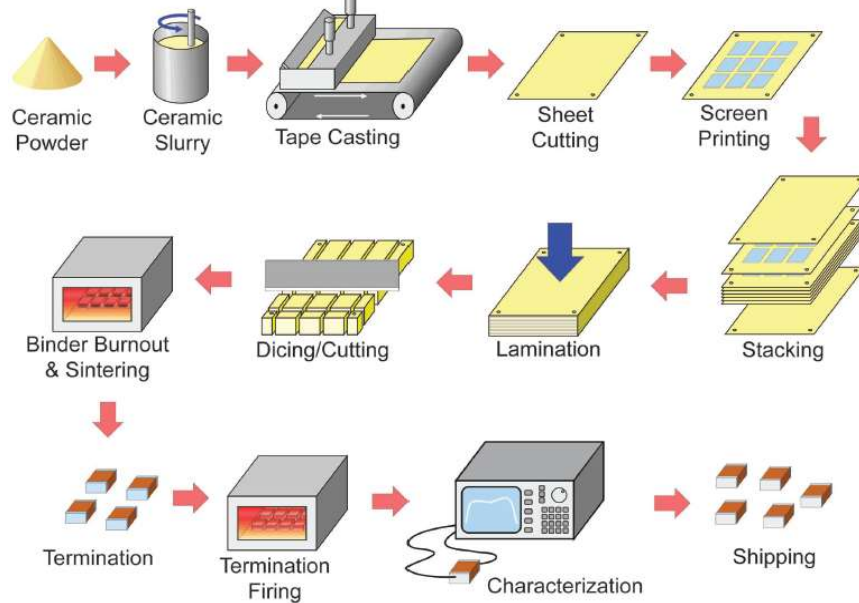 Ceramic
Powder
Ceramic
Slurry
Tape Casting
Sheet
Cutting
Screen
Printing
Binder Burnout
& Sintering
Dicing/Cutting
Lamination
Stacking
Termination
Termination
Firing
Characterization
Shipping